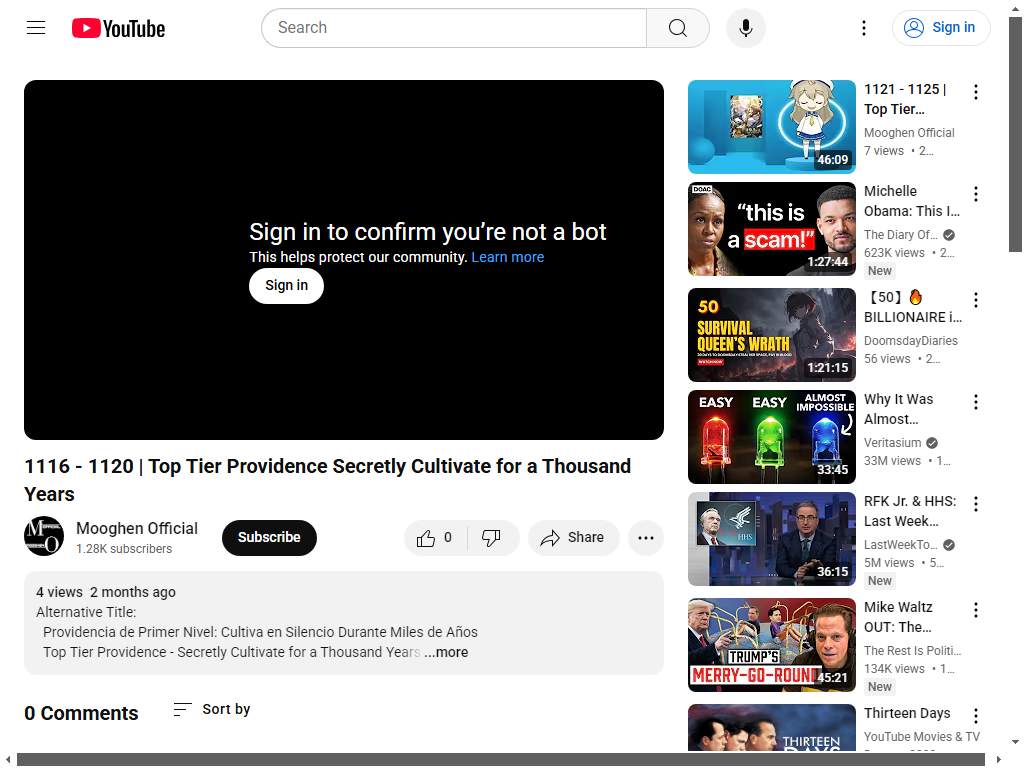 YouTube
Search
Sign in
Sign in to confirm you're not a bot
This helps protect our community. Learn more
Sign in
1116 - 1120 | Top Tier Providence Secretly Cultivate for a Thousand
Years
Mooghen Official
1.28K subscribers
Subscribe
0
Share
4 views 2 months ago
Alternative Title:
Providencia de Primer Nivel: Cultiva en Silencio Durante Miles de Años
Top Tier Providence - Secretly Cultivate for a Thousand Years ...more
0 Comments
Sort by
46:09
1121 - 1125 |
Top Tier…
Mooghen Official
7 views • 2…
DOAC
“this is
a scam!”
1:27:44
Michelle
Obama: This I…
The Diary Of…
623K views • 2…
New
50
SURVIVAL
QUEEN'S WRATH
WATCH NOW
1:21:15
【50】🔥
BILLIONAIRE i…
DoomsdayDiaries
56 views • 2…
EASY EASY ALMOST
IMPOSSIBLE
33:45
Why It Was
Almost…
Veritasium
33M views • 1…
HHS
36:15
RFK Jr. & HHS:
Last Week…
LastWeekTo…
5M views • 5…
New
TRUMP'S
MERRY-GO-ROUND
45:21
Mike Waltz
OUT: The…
The Rest Is Politi…
134K views • 1…
New
THIRTEEN
DAYS
Thirteen Days
YouTube Movies & TV